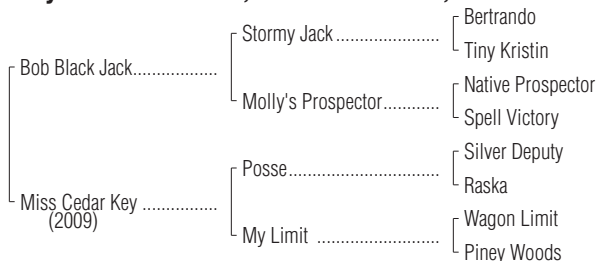 Bertrando
Stormy Jack
Tiny Kristin
Bob Black Jack
Native Prospector
Molly's Prospector
Spell Victory
Silver Deputy
Posse
Raska
Miss Cedar Key
(2009)
Wagon Limit
My Limit
Piney Woods